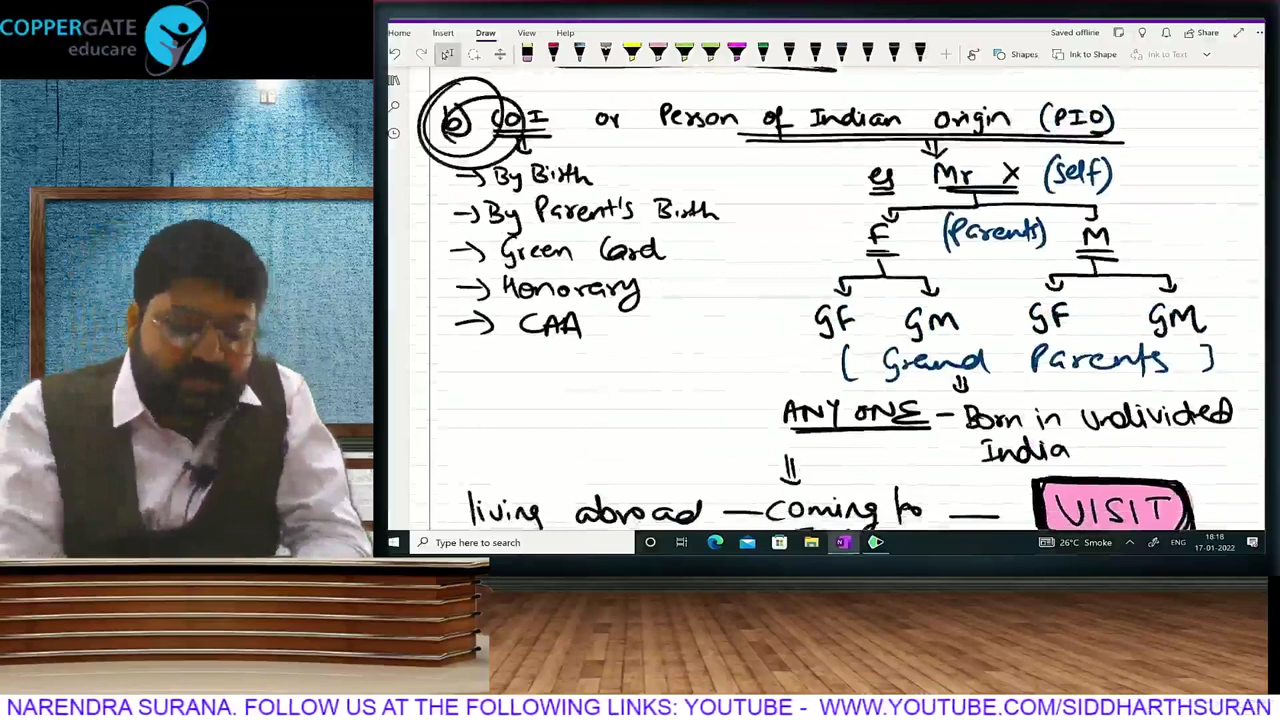 COPPERGATE
educare
Home Insert Draw View Help
Saved offline
Share
Shapes
Ink to Shape
Ink to Text
b COI or Person of Indian origin (PIO)
→ By Birth
→ By Parent's Birth
→ Green Card
→ Honorary
→ CAA
eg Mr X (self)
F (Parents) M
GF GM GF GM
( Grand Parents )
ANY ONE - Born in undivided
India
living abroad — coming to — VISIT
Type here to search
26°C Smoke
ENG
18:18
17-01-2022
NARENDRA SURANA. FOLLOW US AT THE FOLLOWING LINKS: YOUTUBE - WWW.YOUTUBE.COM/SIDDHARTHSURAN